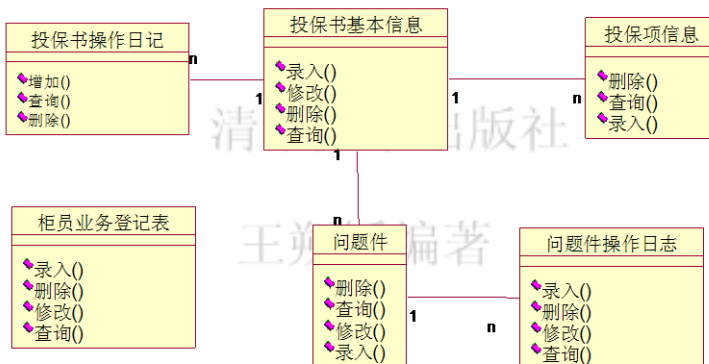 投保书操作日记
增加()
查询()
删除()
n
1
投保书基本信息
录入()
修改()
删除()
查询()
1
n
投保项信息
删除()
查询()
录入()
1
n
清
出版社
柜员业务登记表
录入()
删除()
修改()
查询()
王
编著
问题件
删除()
查询()
修改()
录入()
1
n
问题件操作日志
录入()
删除()
修改()
查询()